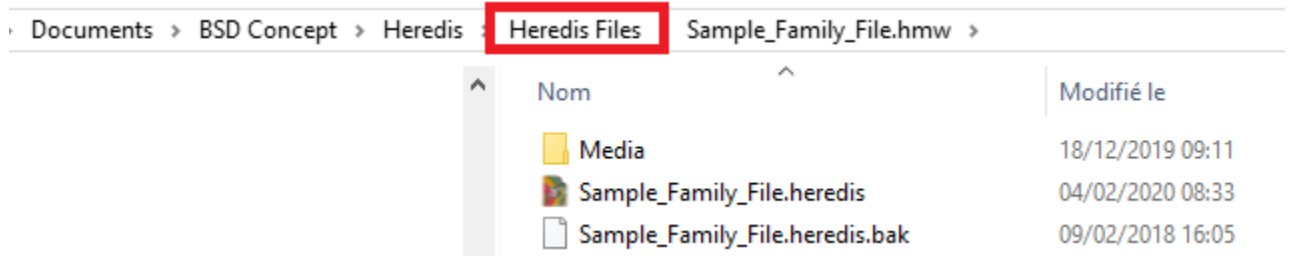 › Documents › BSD Concept › Heredis › Heredis Files Sample_Family_File.hmw ›
Nom Modifié le
Media 18/12/2019 09:11
Sample_Family_File.heredis 04/02/2020 08:33
Sample_Family_File.heredis.bak 09/02/2018 16:05